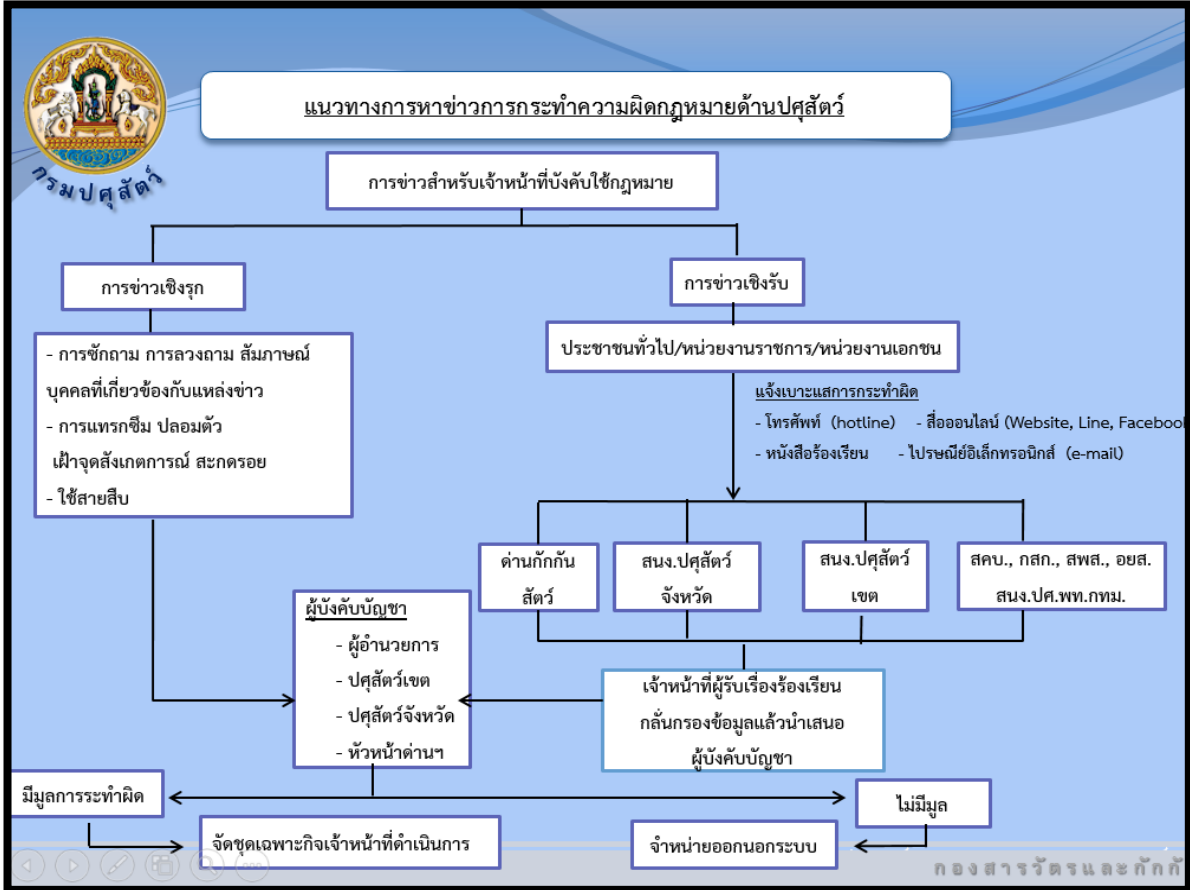 แนวทางการหาข่าวการกระทำความผิดกฎหมายด้านปศุสัตว์
กรมปศุสัตว์
การข่าวสำหรับเจ้าหน้าที่บังคับใช้กฎหมาย
การข่าวเชิงรุก
- การซักถาม การลวงถาม สัมภาษณ์
บุคคลที่เกี่ยวข้องกับแหล่งข่าว
- การแทรกซึม ปลอมตัว
เฝ้าจุดสังเกตการณ์ สะกดรอย
- ใช้สายสืบ
การข่าวเชิงรับ
ประชาชนทั่วไป/หน่วยงานราชการ/หน่วยงานเอกชน
แจ้งเบาะแสการกระทำผิด
- โทรศัพท์ (hotline) - สื่อออนไลน์ (Website, Line, Facebook
- หนังสือร้องเรียน - ไปรษณีย์อิเล็กทรอนิกส์ (e-mail)
ด่านกักกัน
สัตว์
สนง.ปศุสัตว์
จังหวัด
สนง.ปศุสัตว์
เขต
สคบ., กสก., สพส., อยส.
สนง.ปศ.พท.กทม.
เจ้าหน้าที่ผู้รับเรื่องร้องเรียน
กลั่นกรองข้อมูลแล้วนำเสนอ
ผู้บังคับบัญชา
ผู้บังคับบัญชา
- ผู้อำนวยการ
- ปศุสัตว์เขต
- ปศุสัตว์จังหวัด
- หัวหน้าด่านฯ
มีมูลการระทำผิด
ไม่มีมูล
จัดชุดเฉพาะกิจเจ้าหน้าที่ดำเนินการ
จำหน่ายออกนอกระบบ
กองสารวัตรและกักกั